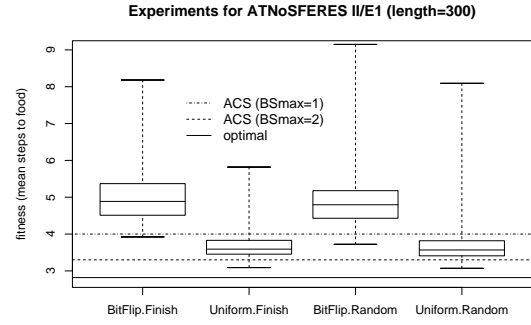 Experiments for ATNoSFERES II/E1 (length=300)
fitness (mean steps to food)
9
8
7
6
5
4
3
ACS (BSmax=1)
ACS (BSmax=2)
optimal
BitFlip.Finish Uniform.Finish BitFlip.Random Uniform.Random